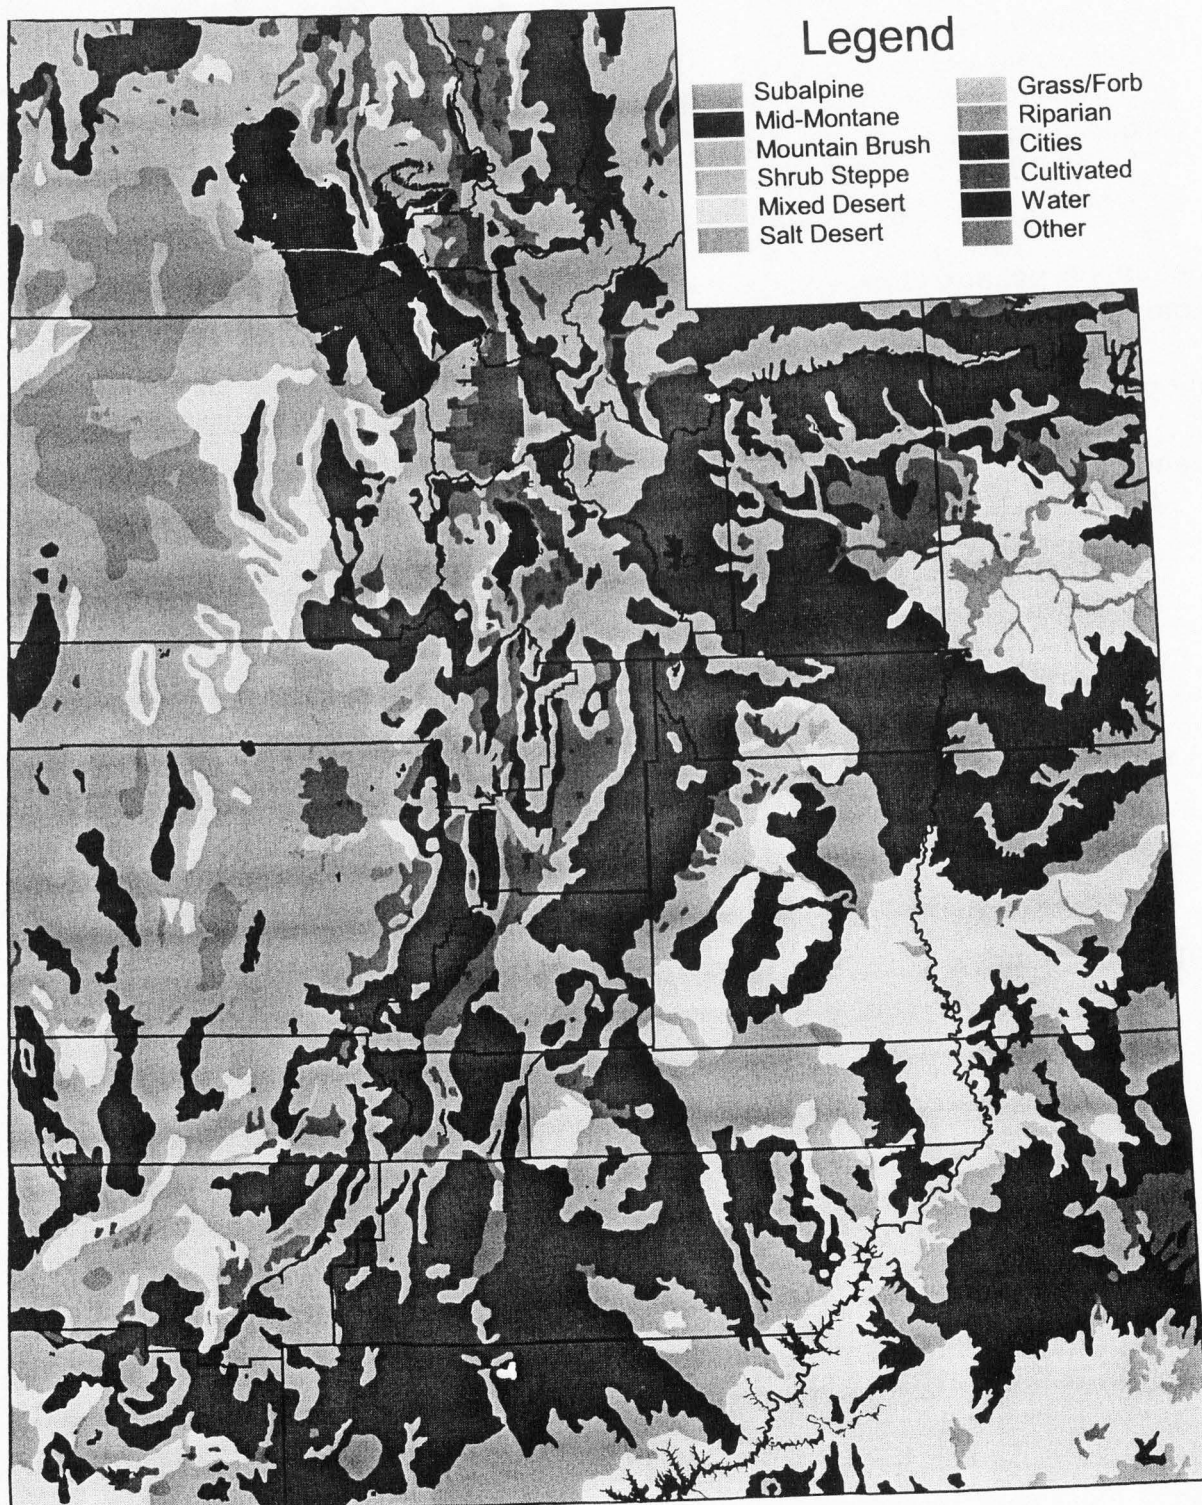 Legend
Subalpine
Mid-Montane
Mountain Brush
Shrub Steppe
Mixed Desert
Salt Desert
Grass/Forb
Riparian
Cities
Cultivated
Water
Other